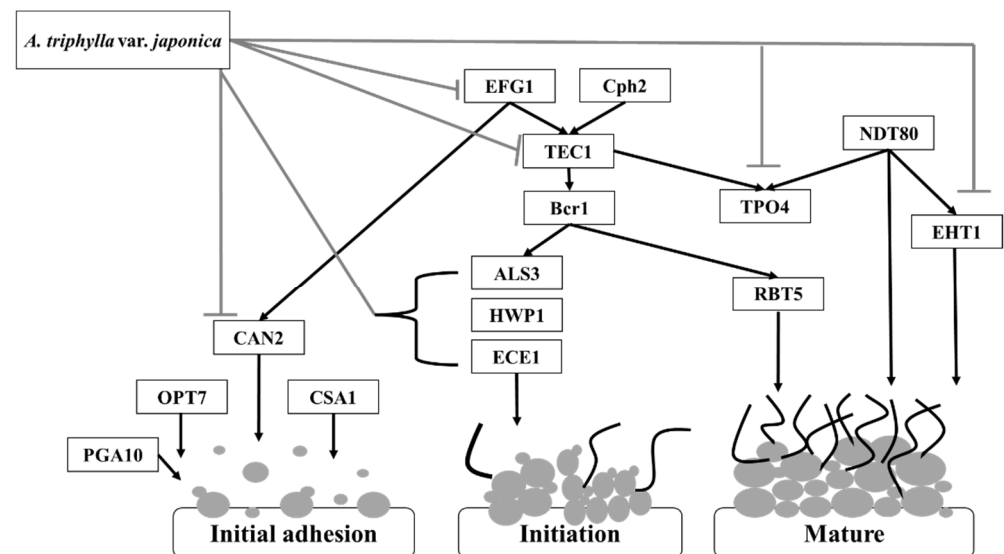 A. triphylla var. japonica
EFG1
Cph2
NDT80
TEC1
TPO4
Bcr1
EHT1
ALS3
RBT5
HWP1
CAN2
ECE1
OPT7
CSA1
PGA10
Initial adhesion
Initiation
Mature